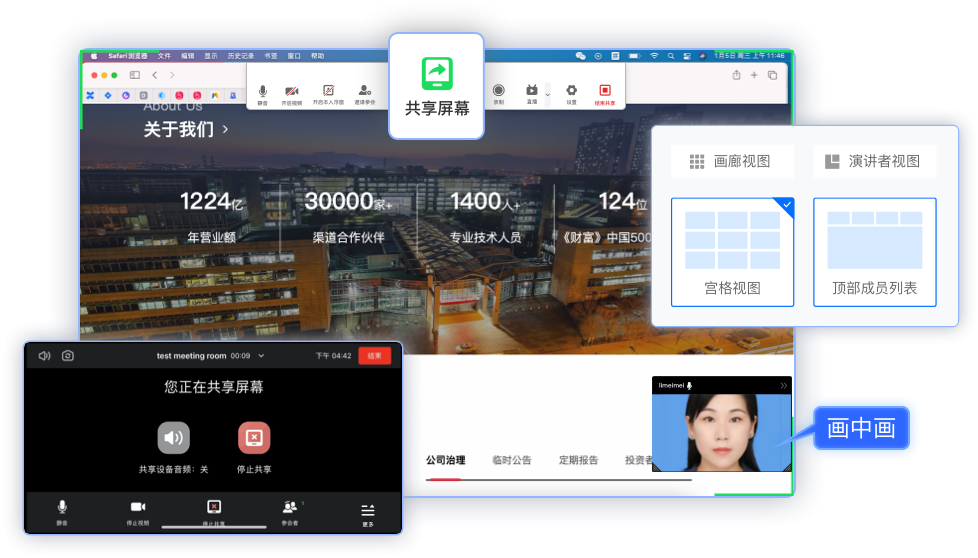 Safari浏览器 文件 编辑 显示 历史记录 书签 窗口 帮助
1月5日 周三 上午11:46
静音 开启视频 开启本人浮窗 邀请参会 录制 直播 设置 结束共享
共享屏幕
About Us
关于我们
1224亿 30000家+ 1400人+ 124位
年营业额 渠道合作伙伴 专业技术人员 《财富》中国500
画廊视图 演讲者视图
宫格视图 顶部成员列表
test meeting room 00:09 下午 04:42 结束
您正在共享屏幕
共享设备音频：关 停止共享
静音 停止视频 停止共享 参会者 更多
limeimei
画中画
公司治理 临时公告 定期报告 投资者